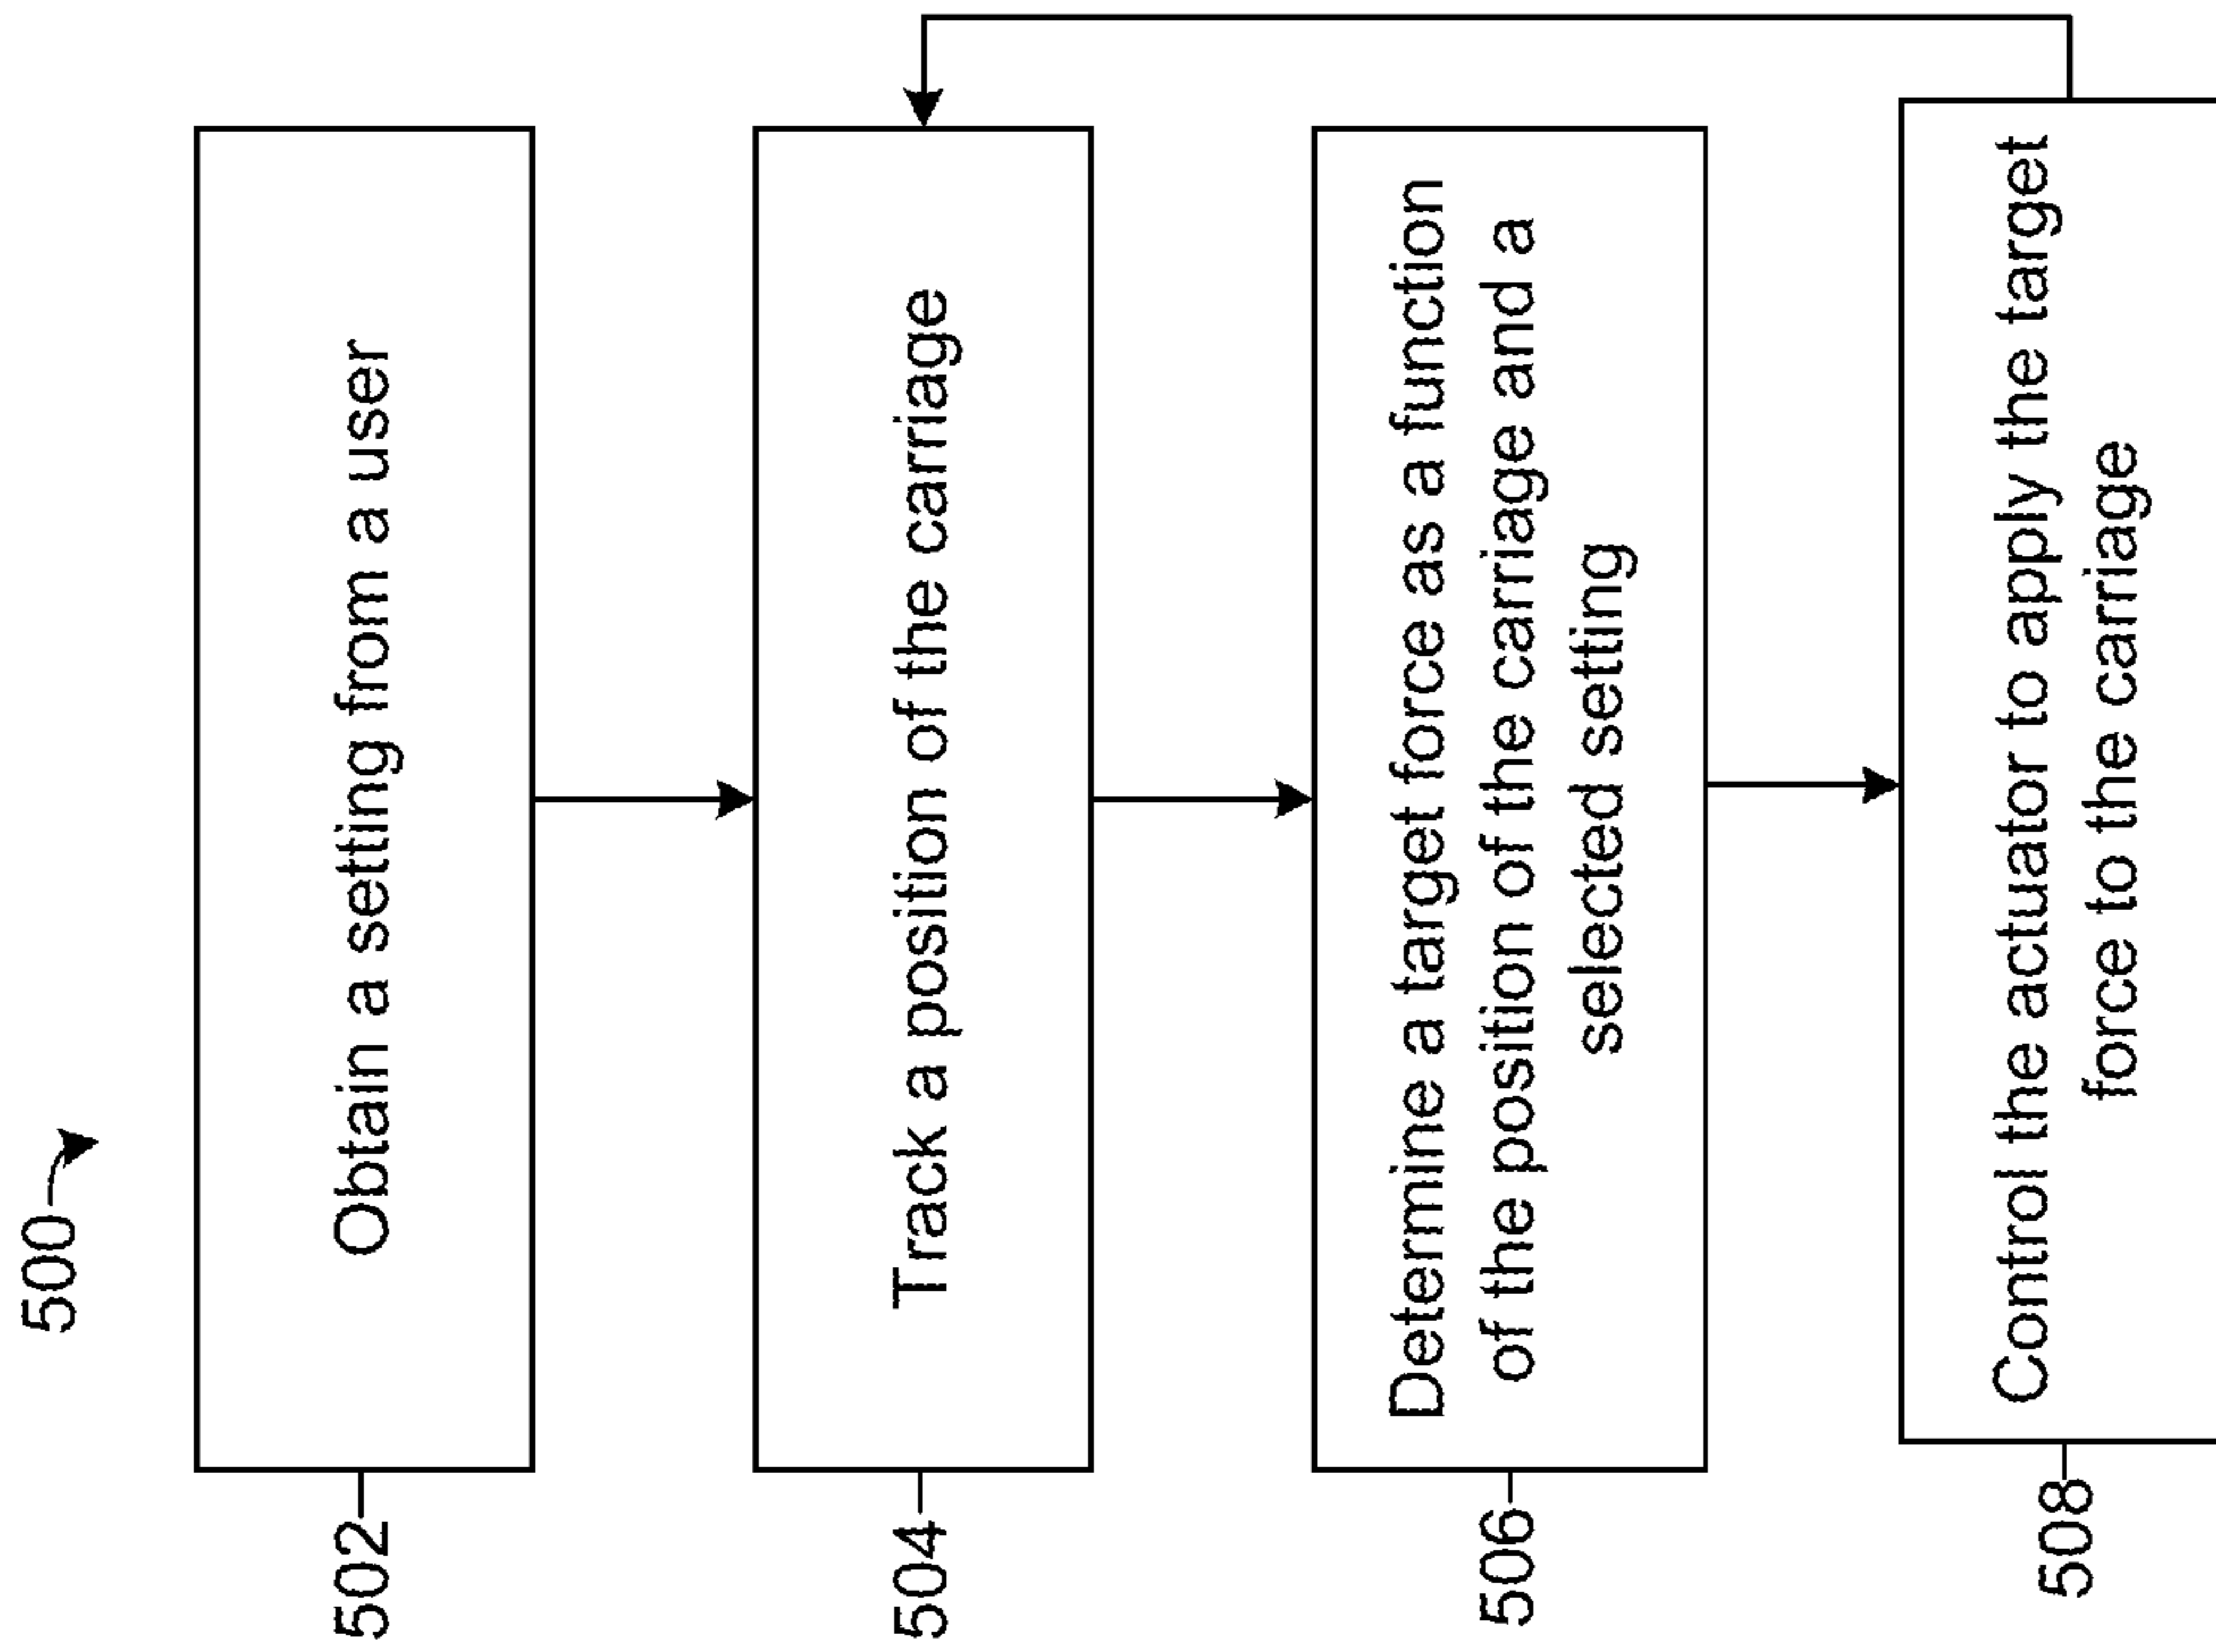 500
502
Obtain a setting from a user
504
Track a position of the carriage
506
Determine a target force as a function
of the position of the carriage and a
selected setting
508
Control the actuator to apply the target
force to the carriage